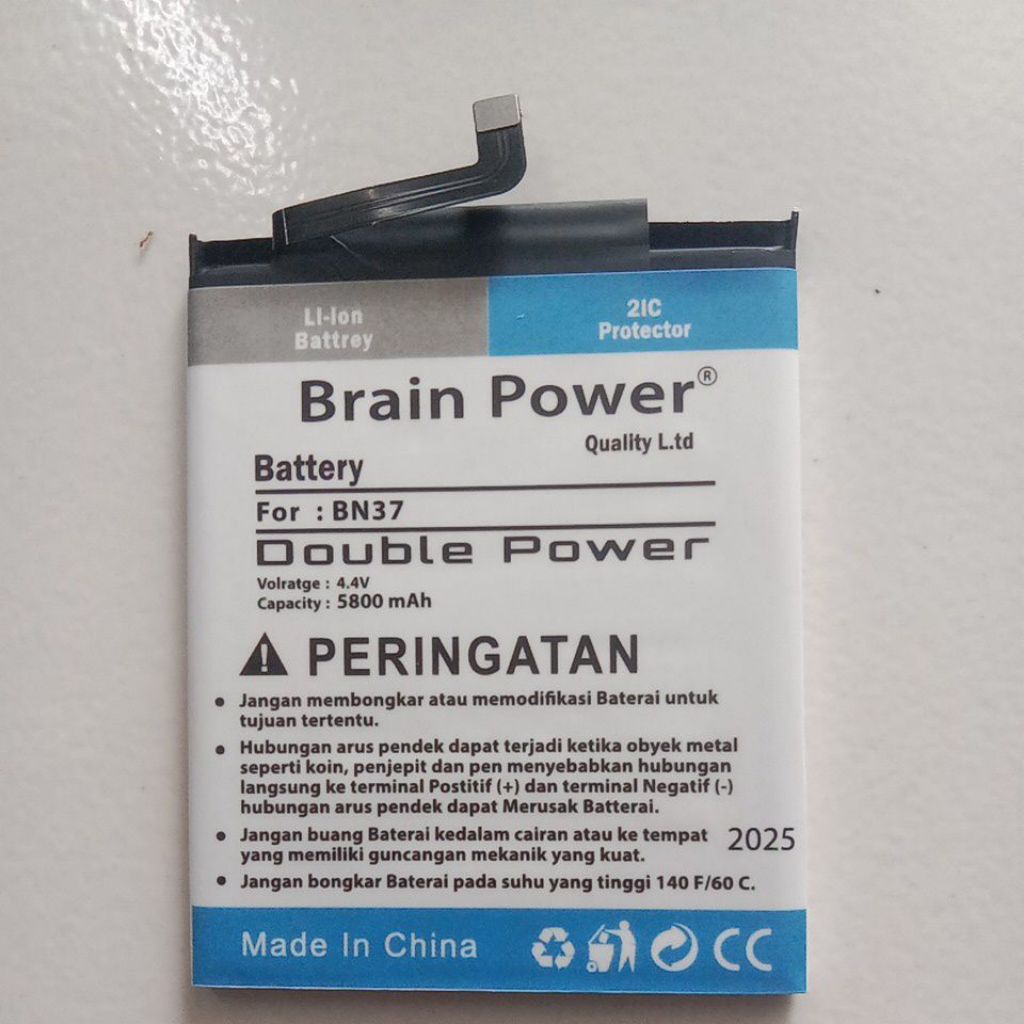 LI-Ion
Battrey
2IC
Protector
Brain Power®
Quality L.td
Battery
For : BN37
Double Power
Volratge : 4.4V
Capacity : 5800 mAh
PERINGATAN
• Jangan membongkar atau memodifikasi Baterai untuk
tujuan tertentu.
• Hubungan arus pendek dapat terjadi ketika obyek metal
seperti koin, penjepit dan pen menyebabkan hubungan
langsung ke terminal Postitif (+) dan terminal Negatif (-)
hubungan arus pendek dapat Merusak Batterai.
• Jangan buang Baterai kedalam cairan atau ke tempat
yang memiliki guncangan mekanik yang kuat.
2025
• Jangan bongkar Baterai pada suhu yang tinggi 140 F/60 C.
Made In China
CC